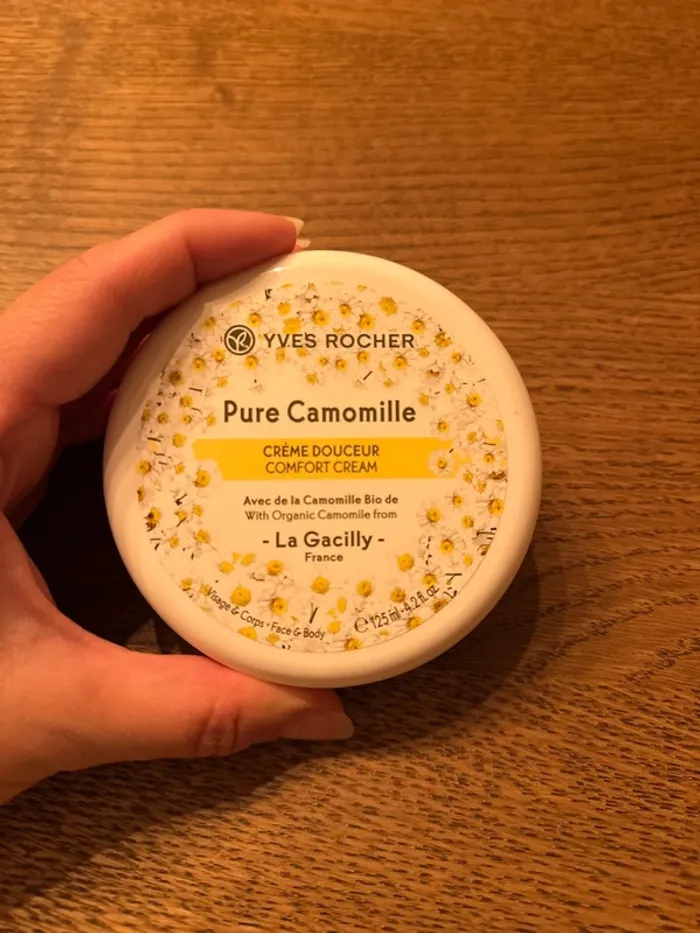 YVES ROCHER
Pure Camomille
CRÈME DOUCEUR
COMFORT CREAM
Avec de la Camomille Bio de
With Organic Camomile from
- La Gacilly -
France
Visage & Corps • Face & Body
℮ 125 ml - 4.2 fl. oz